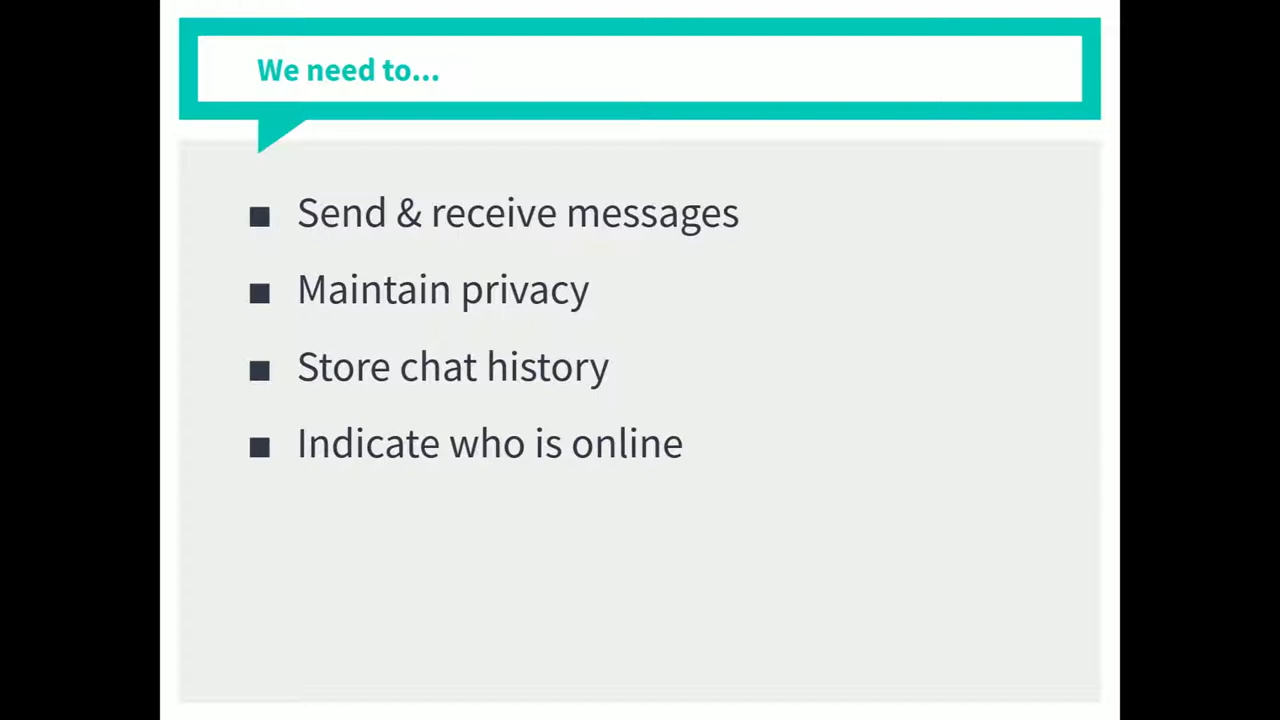 We need to...
■ Send & receive messages
■ Maintain privacy
■ Store chat history
■ Indicate who is online